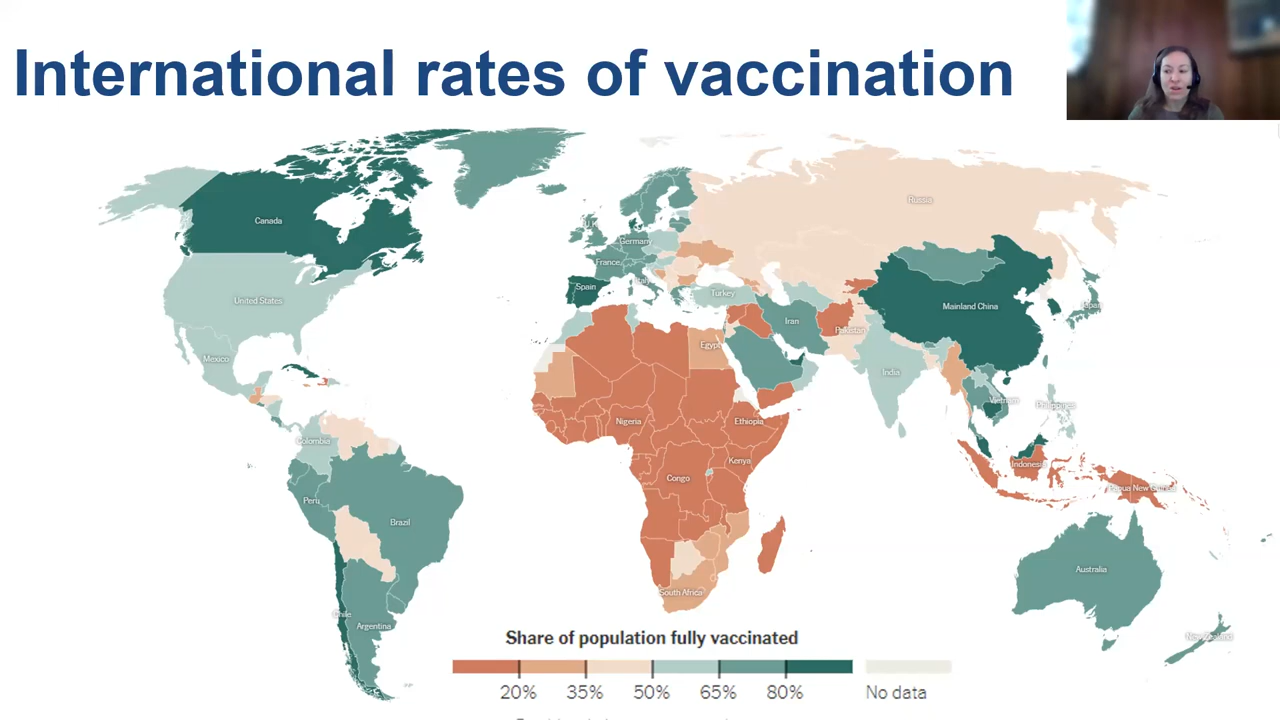 International rates of vaccination
Canada
Russia
Germany
France
Spain
Turkey
United States
Mainland China
Japan
Iran
Mexico
Egypt
Pakistan
India
Vietnam
Philippines
Colombia
Nigeria
Ethiopia
Kenya
Congo
Indonesia
Papua New Guinea
Peru
Brazil
Australia
South Africa
Chile
Argentina
New Zealand
Share of population fully vaccinated
20% 35% 50% 65% 80% No data